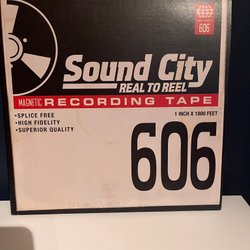 606
Sound City
REAL TO REEL
MAGNETIC RECORDING TAPE
•SPLICE FREE
•HIGH FIDELITY
•SUPERIOR QUALITY
1 INCH X 1800 FEET
606